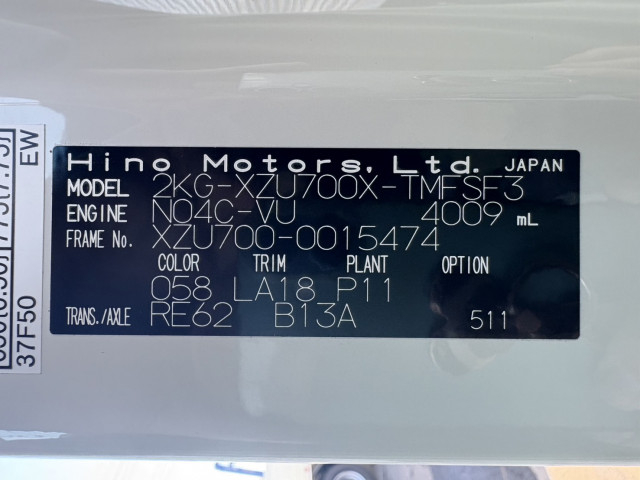 Hino Motors, Ltd. JAPAN
MODEL 2KG-XZU700X-TMFSF3
ENGINE N04C-VU 4009 mL
FRAME No. XZU700-0015474
COLOR TRIM PLANT OPTION
058 LA18 P11
TRANS./AXLE RE62 B13A 511
EW
37F50